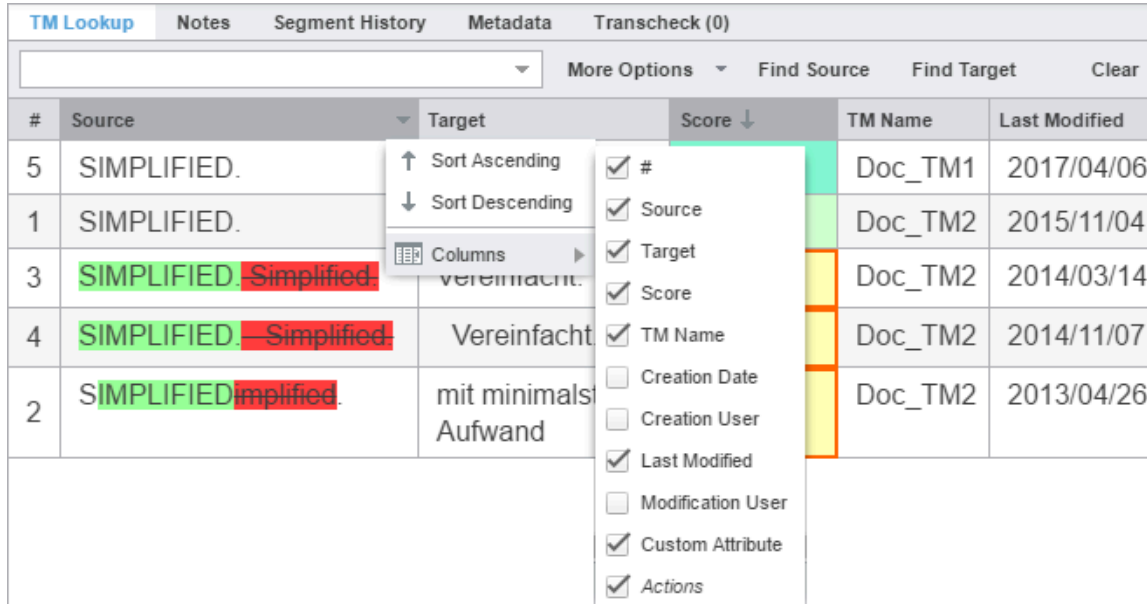 TM Lookup Notes Segment History Metadata Transcheck (0)
More Options Find Source Find Target Clear
# Source Target Score TM Name Last Modified
5 SIMPLIFIED. Doc_TM1 2017/04/06
1 SIMPLIFIED. Doc_TM2 2015/11/04
3 SIMPLIFIED. Simplified. Vereinfacht. Doc_TM2 2014/03/14
4 SIMPLIFIED. Simplified. Vereinfacht. Doc_TM2 2014/11/07
2 SIMPLIFIEDimplified. mit minimalst Doc_TM2 2013/04/26
Aufwand
Sort Ascending
Sort Descending
Columns
#
Source
Target
Score
TM Name
Creation Date
Creation User
Last Modified
Modification User
Custom Attribute
Actions